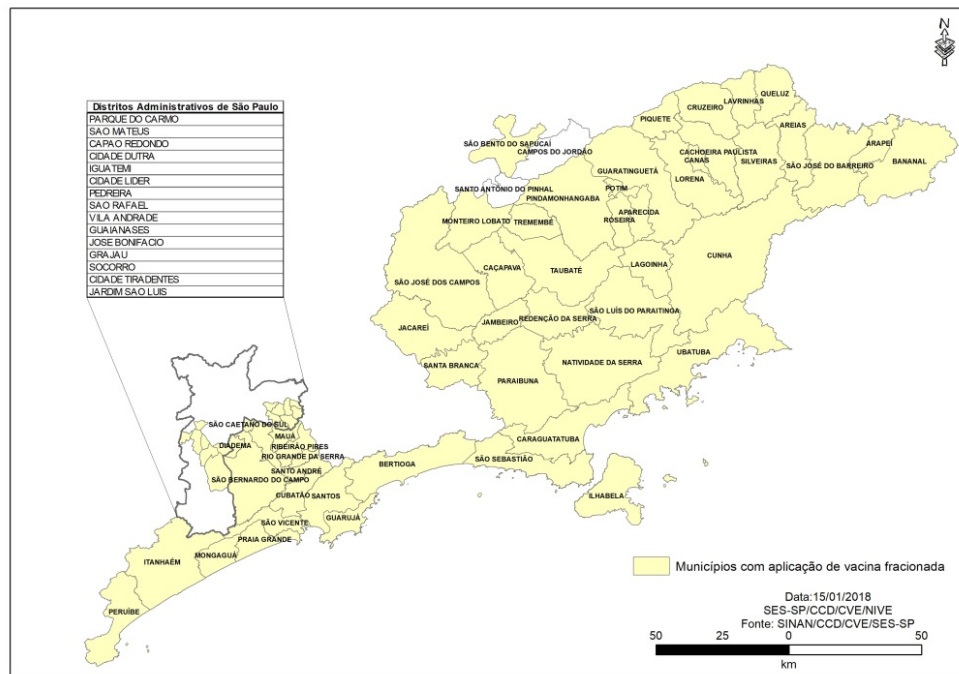 N
Distritos Administrativos de São Paulo
PARQUE DO CARMO
SAO MATEUS
CAPAO REDONDO
CIDADE DUTRA
IGUATEMI
CIDADE LIDER
PEDREIRA
SAO RAFAEL
VILA ANDRADE
GUAIANASES
JOSE BONIFACIO
GRAJAU
SOCORRO
CIDADE TIRADENTES
JARDIM SAO LUIS
QUELUZ
LAVRINHAS
CRUZEIRO
PIQUETE
AREIAS
SÃO BENTO DO SAPUCAÍ
CAMPOS DO JORDÃO
CACHOEIRA PAULISTA
CANAS
SILVEIRAS
ARAPEÍ
SÃO JOSÉ DO BARREIRO
BANANAL
GUARATINGUETÁ
LORENA
SANTO ANTÔNIO DO PINHAL
PINDAMONHANGABA
POTIM
MONTEIRO LOBATO
TREMEMBÉ
ROSEIRA
APARECIDA
CUNHA
CAÇAPAVA
TAUBATÉ
LAGOINHA
SÃO JOSÉ DOS CAMPOS
SÃO LUÍS DO PARAITINGA
REDENÇÃO DA SERRA
JAMBEIRO
JACAREÍ
SANTA BRANCA
NATIVIDADE DA SERRA
UBATUBA
PARAIBUNA
SÃO CAETANO DO SUL
MAUÁ
DIADEMA
RIBEIRÃO PIRES
RIO GRANDE DA SERRA
SANTO ANDRÉ
SÃO BERNARDO DO CAMPO
CARAGUATATUBA
SÃO SEBASTIÃO
BERTIOGA
ILHABELA
CUBATÃO
SANTOS
GUARUJÁ
SÃO VICENTE
PRAIA GRANDE
MONGAGUÁ
ITANHAÉM
PERUÍBE
Municípios com aplicação de vacina fracionada
Data:15/01/2018
SES-SP/CCD/CVE/NIVE
Fonte: SINAN/CCD/CVE/SES-SP
50 25 0 50
km